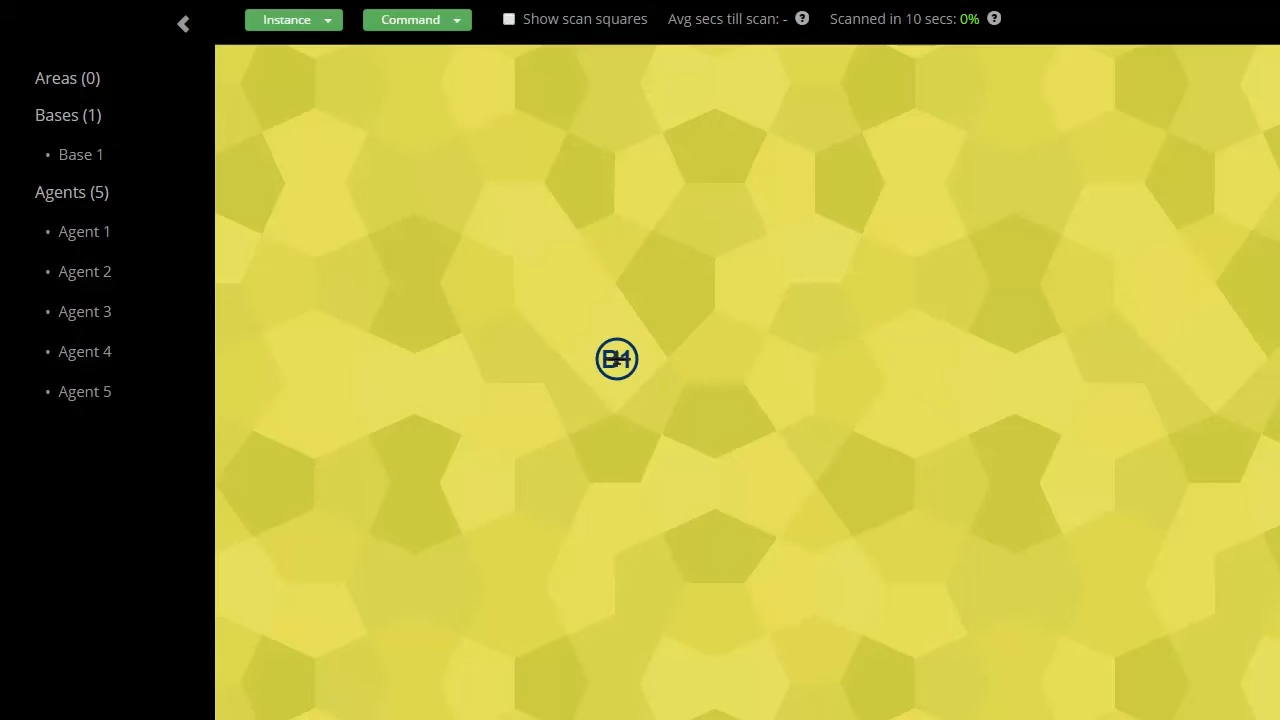 Instance
Command
Show scan squares
Avg secs till scan: -
Scanned in 10 secs: 0%
Areas (0)
Bases (1)
• Base 1
Agents (5)
• Agent 1
• Agent 2
• Agent 3
• Agent 4
• Agent 5